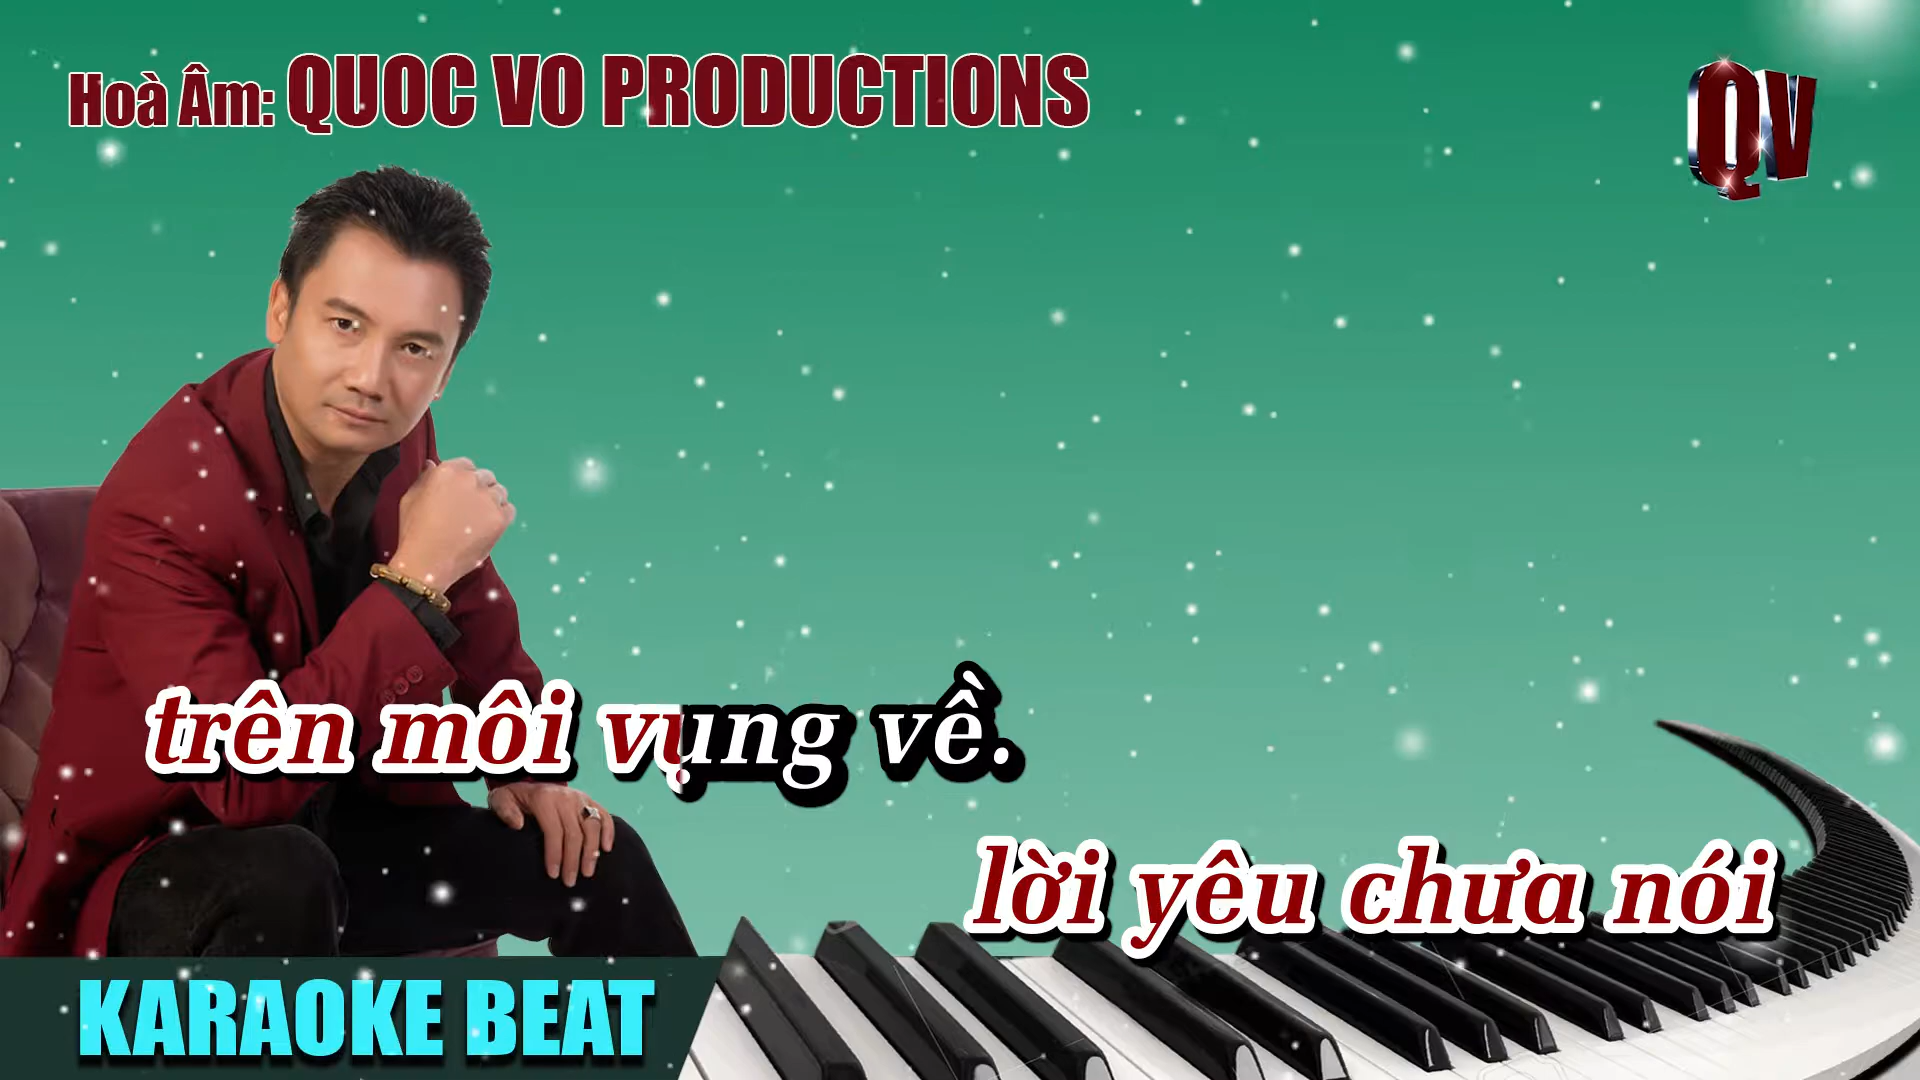 Hoà Âm: QUOC VO PRODUCTIONS
QV
trên môi vụng về.
lời yêu chưa nói
KARAOKE BEAT